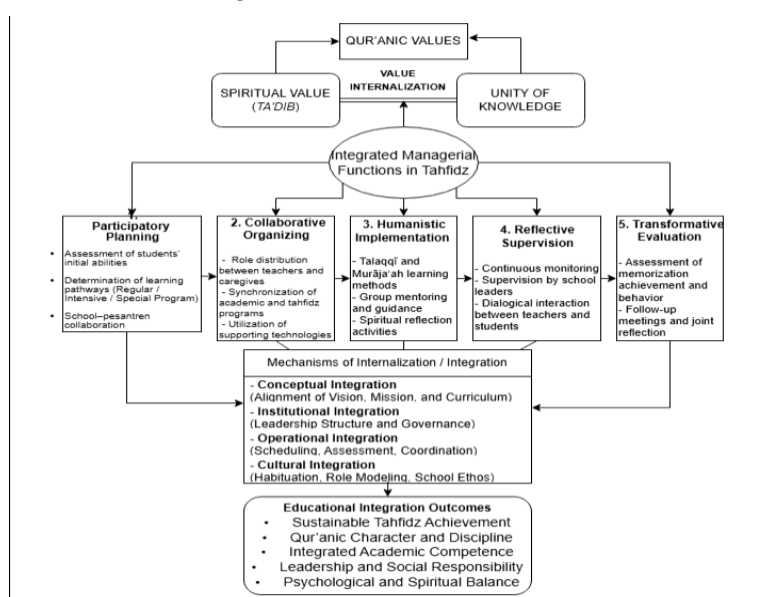 QUR'ANIC VALUES
VALUE
INTERNALIZATION
SPIRITUAL VALUE
(TA'DIB)
UNITY OF
KNOWLEDGE
Integrated Managerial
Functions in Tahfidz
1.
Participatory
Planning
• Assessment of students'
initial abilities
• Determination of learning
pathways (Regular /
Intensive / Special Program)
• School–pesantren
collaboration
2. Collaborative
Organizing
- Role distribution
between teachers and
caregives
- Synchronization of
academic and tahfidz
programs
- Utilization of
supporting technologies
3. Humanistic
Implementation
- Talaqqī and
Murāja'ah learning
methods
- Group mentoring
and guidance
- Spiritual reflection
activities
4. Reflective
Supervision
- Continuous monitoring
- Supervision by school
leaders
- Dialogical interaction
between teachers and
students
5. Transformative
Evaluation
- Assessment of
memorization
achievement and
behavior
- Follow-up
meetings and joint
reflection
Mechanisms of Internalization / Integration
- Conceptual Integration
(Alignment of Vision, Mission, and Curriculum)
- Institutional Integration
(Leadership Structure and Governance)
- Operational Integration
(Scheduling, Assessment, Coordination)
- Cultural Integration
(Habituation, Role Modeling, School Ethos)
Educational Integration Outcomes
• Sustainable Tahfidz Achievement
• Qur'anic Character and Discipline
• Integrated Academic Competence
• Leadership and Social Responsibility
• Psychological and Spiritual Balance